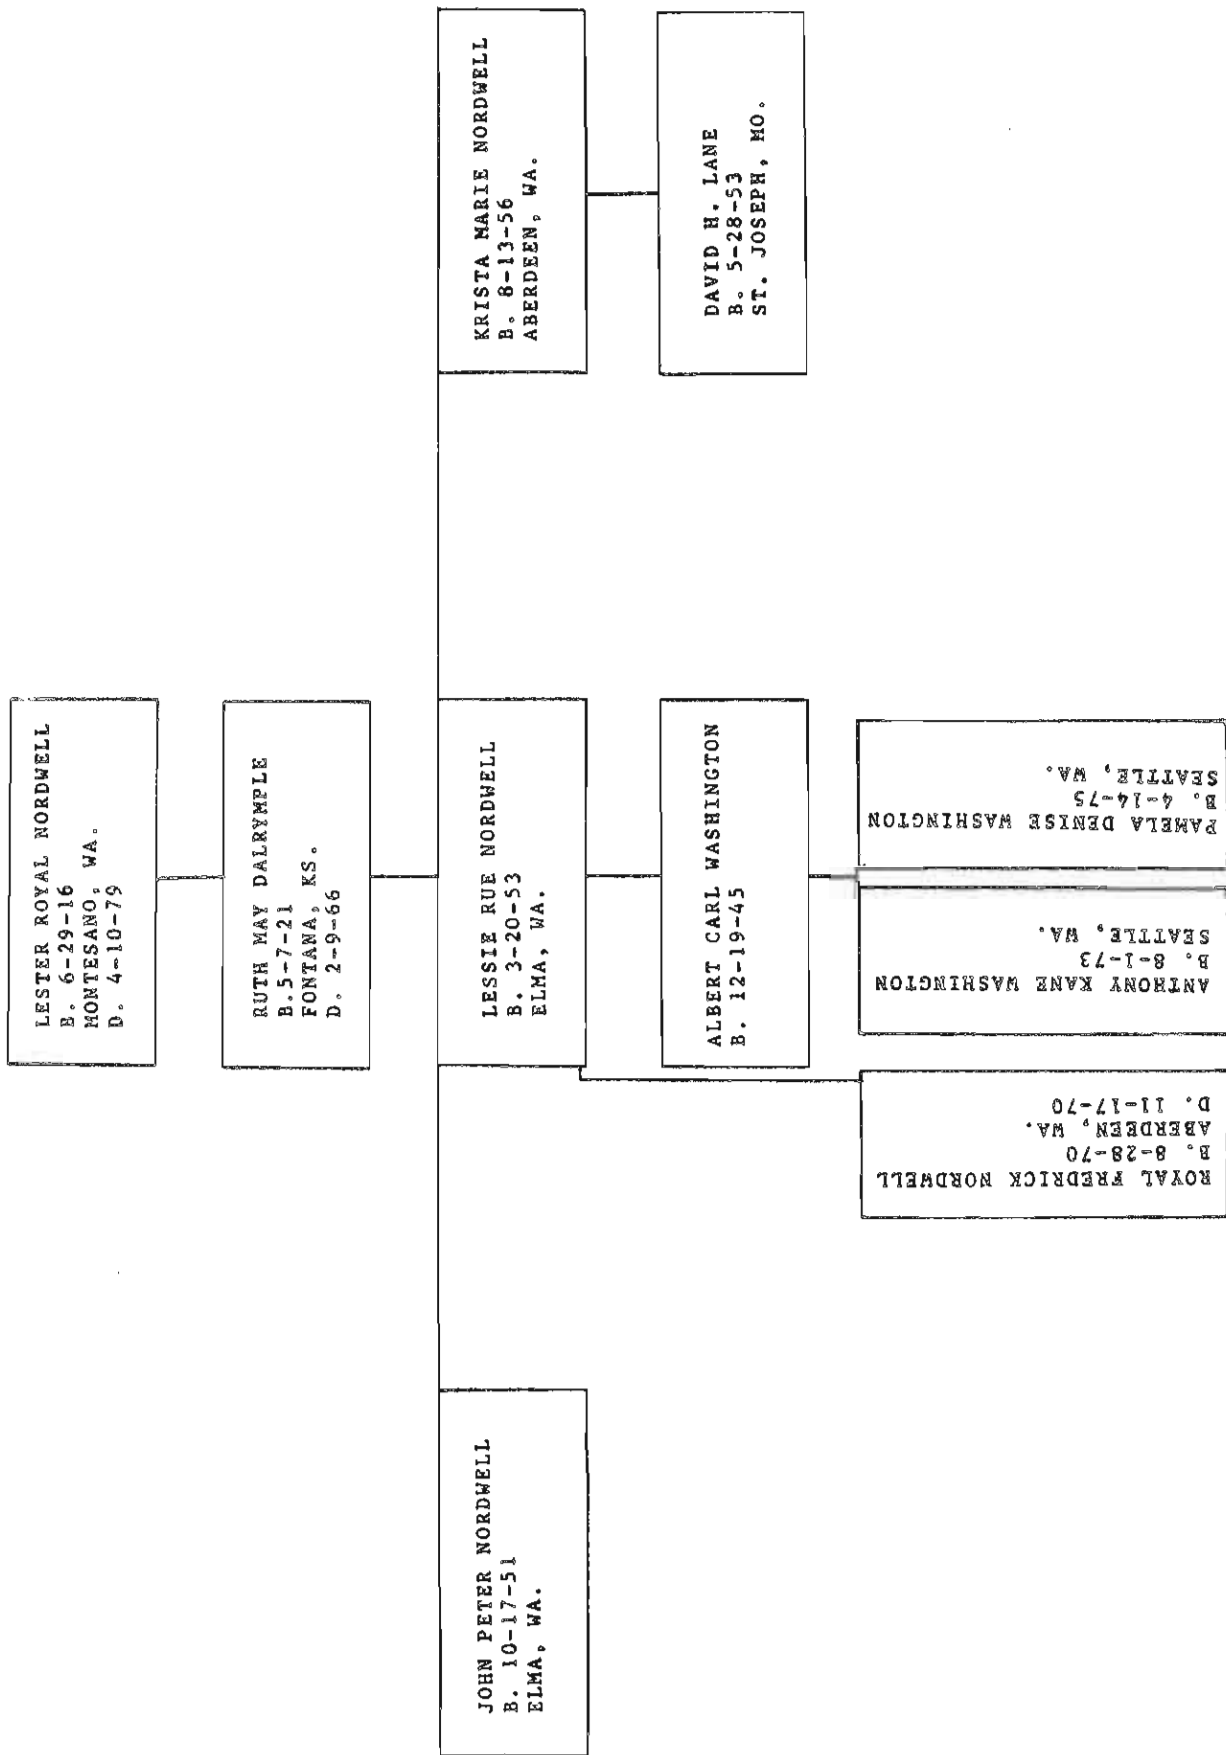 LESTER ROYAL NORDWELL
B. 6-29-16
MONTESANO, WA.
D. 4-10-79
RUTH MAY DALRYMPLE
B.5-7-21
FONTANA, KS.
D. 2-9-66
JOHN PETER NORDWELL
B. 10-17-51
ELMA, WA.
LESSIE RUE NORDWELL
B. 3-20-53
ELMA, WA.
KRISTA MARIE NORDWELL
B. 8-13-56
ABERDEEN, WA.
ALBERT CARL WASHINGTON
B. 12-19-45
DAVID H. LANE
B. 5-28-53
ST. JOSEPH, MO.
ROYAL FREDRICK NORDWELL
B. 8-28-70
ABERDEEN, WA.
D. 11-17-70
ANTHONY KANE WASHINGTON
B. 8-1-73
SEATTLE, WA.
PAMELA DENISE WASHINGTON
B. 4-14-75
SEATTLE, WA.